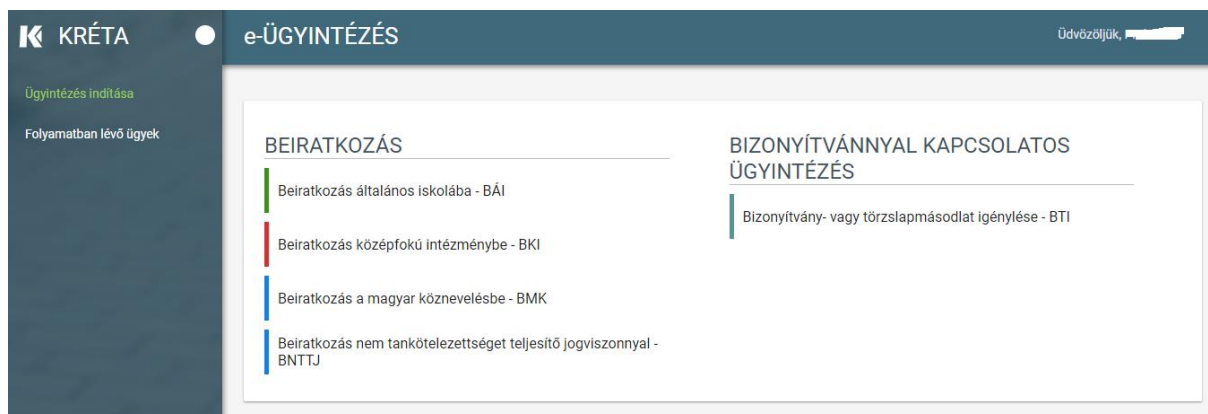 KRÉTA
e-ÜGYINTÉZÉS
Üdvözöljük,
Ügyintézés indítása
Folyamatban lévő ügyek
BEIRATKOZÁS
Beiratkozás általános iskolába - BÁI
Beiratkozás középfokú intézménybe - BKI
Beiratkozás a magyar köznevelésbe - BMK
Beiratkozás nem tankötelezettséget teljesítő jogviszonnyal -
BNTTJ
BIZONYÍTVÁNNYAL KAPCSOLATOS
ÜGYINTÉZÉS
Bizonyítvány- vagy törzslapmásodlat igénylése - BTI